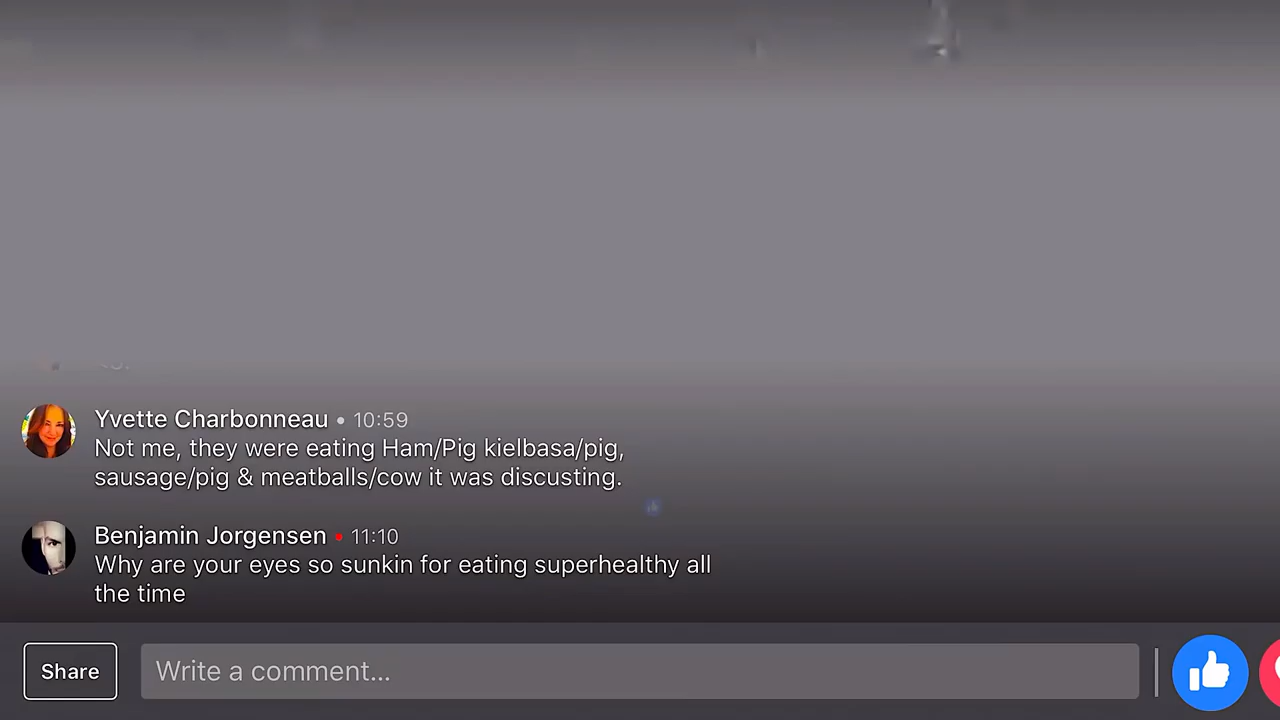 Yvette Charbonneau • 10:59
Not me, they were eating Ham/Pig kielbasa/pig,
sausage/pig & meatballs/cow it was discusting.
Benjamin Jorgensen • 11:10
Why are your eyes so sunkin for eating superhealthy all
the time
Share
Write a comment...